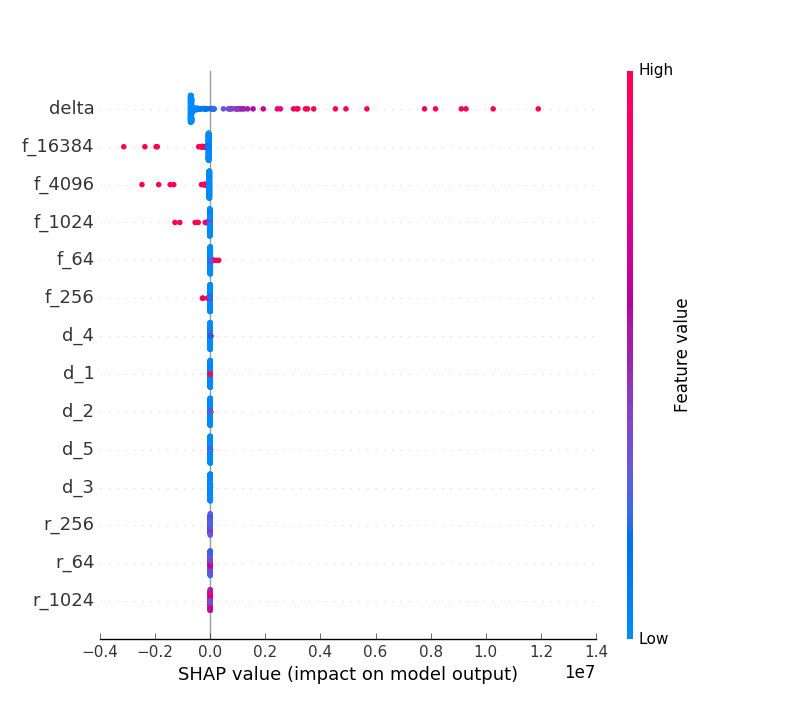 High
delta
f_16384
f_4096
f_1024
f_64
f_256
d_4
d_1
d_2
d_5
d_3
r_256
r_64
r_1024
Feature value
Low
−0.4 −0.2 0.0 0.2 0.4 0.6 0.8 1.0 1.2 1.4
SHAP value (impact on model output) 1e7